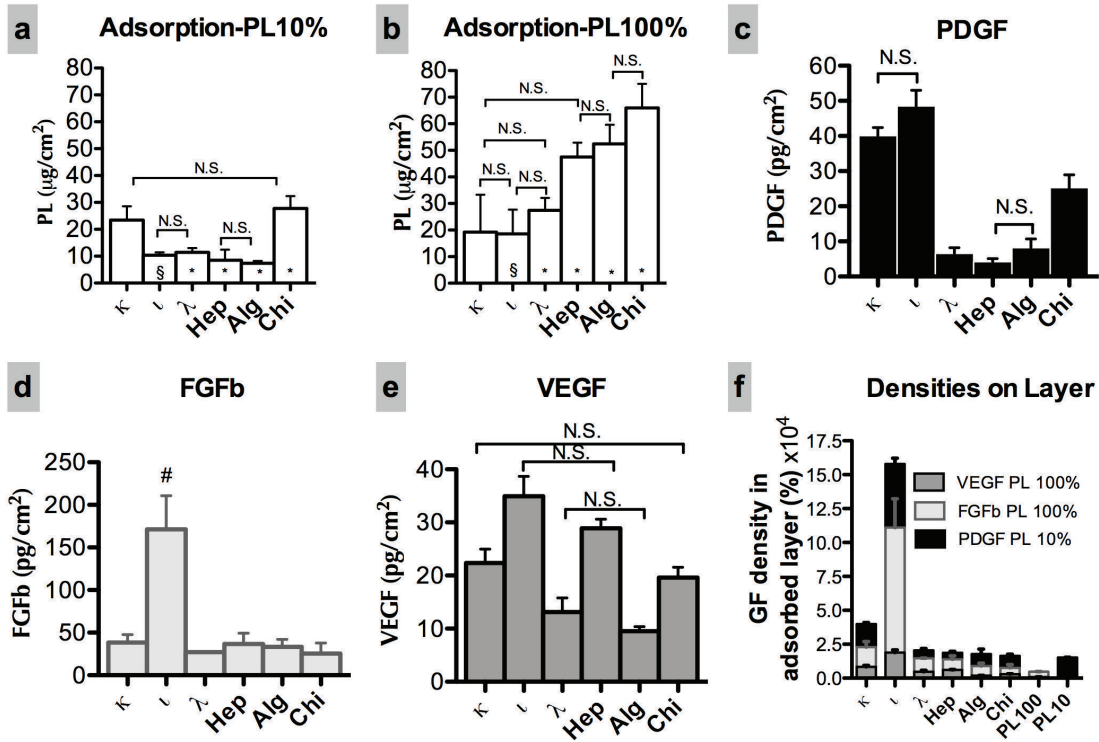 a Adsorption-PL10%
PL (µg/cm²)
80
70
60
50
40
30
20
10
0
N.S.
N.S.
N.S.
§ * * * *
κ ι λ Hep Alg Chi
b Adsorption-PL100%
PL (µg/cm²)
80
70
60
50
40
30
20
10
0
N.S.
N.S.
N.S.
N.S.
N.S.
N.S.
§ * * * *
κ ι λ Hep Alg Chi
c PDGF
PDGF (pg/cm²)
60
50
40
30
20
10
0
N.S.
N.S.
κ ι λ Hep Alg Chi
d FGFb
FGFb (pg/cm²)
250
200
150
100
50
0
#
κ ι λ Hep Alg Chi
e VEGF
VEGF (pg/cm²)
40
30
20
10
0
N.S.
N.S.
N.S.
κ ι λ Hep Alg Chi
f Densities on Layer
GF density in
adsorbed layer (%) x10⁴
17.5
15.0
12.5
10.0
7.5
5.0
2.5
0.0
VEGF PL 100%
FGFb PL 100%
PDGF PL 10%
κ ι λ Hep Alg Chi PL100 PL10